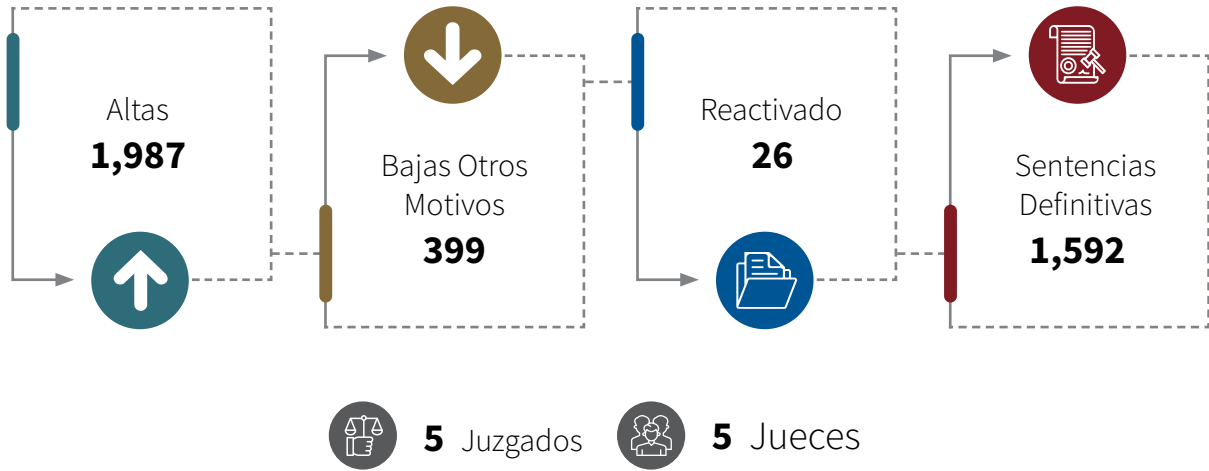 Altas
1,987
Bajas Otros
Motivos
399
Reactivado
26
Sentencias
Definitivas
1,592
5 Juzgados
5 Jueces